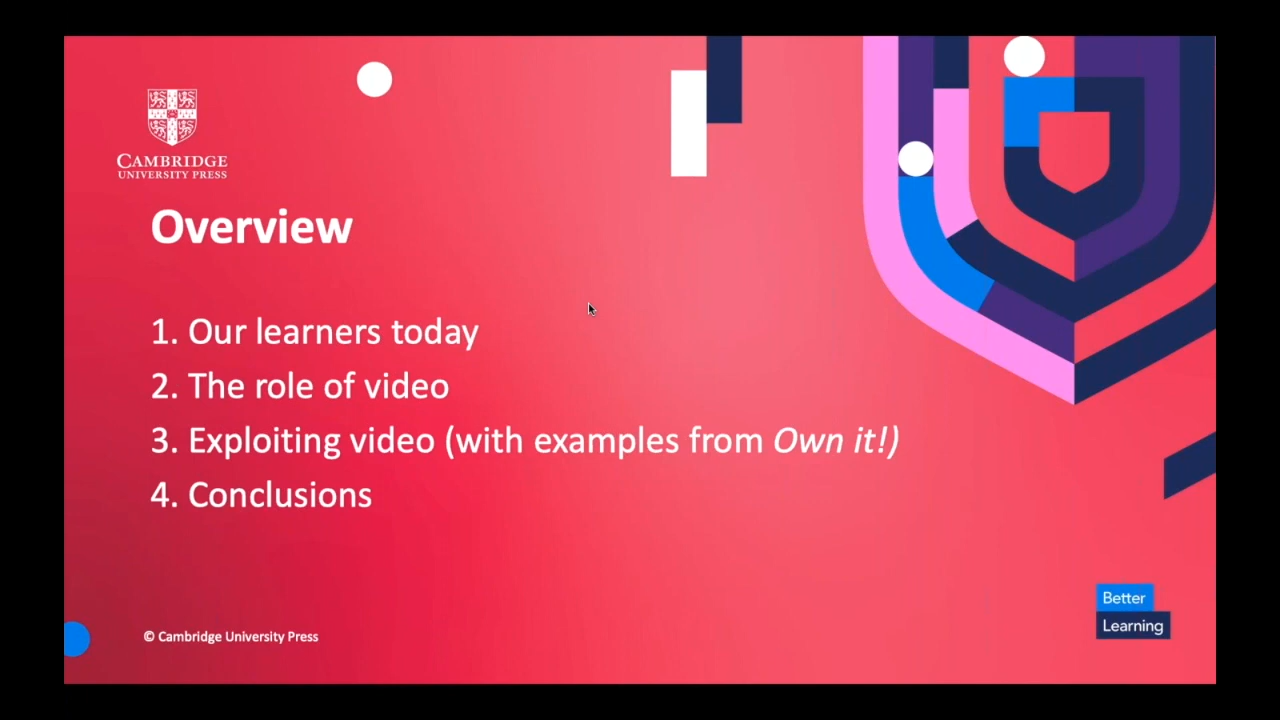 CAMBRIDGE
UNIVERSITY PRESS
Overview
1. Our learners today
2. The role of video
3. Exploiting video (with examples from Own it!)
4. Conclusions
Better
Learning
© Cambridge University Press